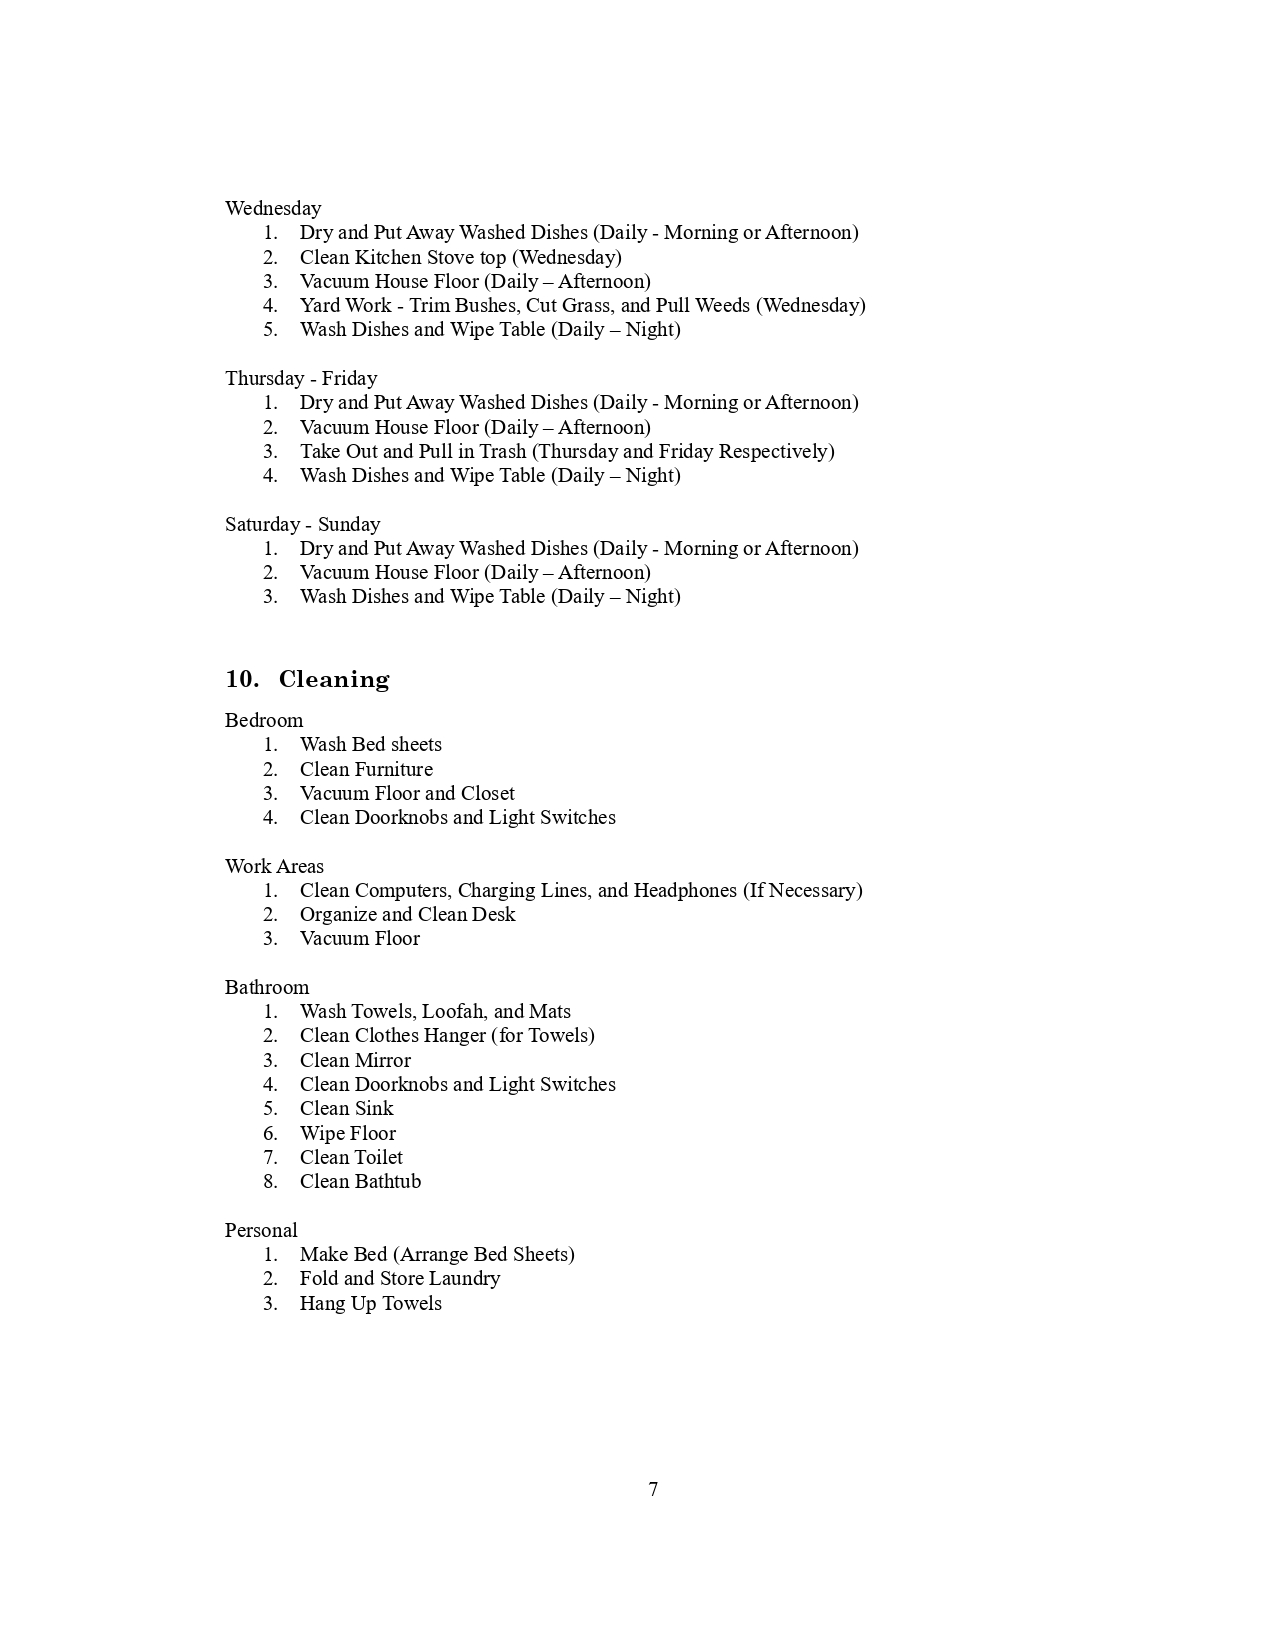 Wednesday
1. Dry and Put Away Washed Dishes (Daily - Morning or Afternoon)
2. Clean Kitchen Stove top (Wednesday)
3. Vacuum House Floor (Daily – Afternoon)
4. Yard Work - Trim Bushes, Cut Grass, and Pull Weeds (Wednesday)
5. Wash Dishes and Wipe Table (Daily – Night)
Thursday - Friday
1. Dry and Put Away Washed Dishes (Daily - Morning or Afternoon)
2. Vacuum House Floor (Daily – Afternoon)
3. Take Out and Pull in Trash (Thursday and Friday Respectively)
4. Wash Dishes and Wipe Table (Daily – Night)
Saturday - Sunday
1. Dry and Put Away Washed Dishes (Daily - Morning or Afternoon)
2. Vacuum House Floor (Daily – Afternoon)
3. Wash Dishes and Wipe Table (Daily – Night)
10. Cleaning
Bedroom
1. Wash Bed sheets
2. Clean Furniture
3. Vacuum Floor and Closet
4. Clean Doorknobs and Light Switches
Work Areas
1. Clean Computers, Charging Lines, and Headphones (If Necessary)
2. Organize and Clean Desk
3. Vacuum Floor
Bathroom
1. Wash Towels, Loofah, and Mats
2. Clean Clothes Hanger (for Towels)
3. Clean Mirror
4. Clean Doorknobs and Light Switches
5. Clean Sink
6. Wipe Floor
7. Clean Toilet
8. Clean Bathtub
Personal
1. Make Bed (Arrange Bed Sheets)
2. Fold and Store Laundry
3. Hang Up Towels
7